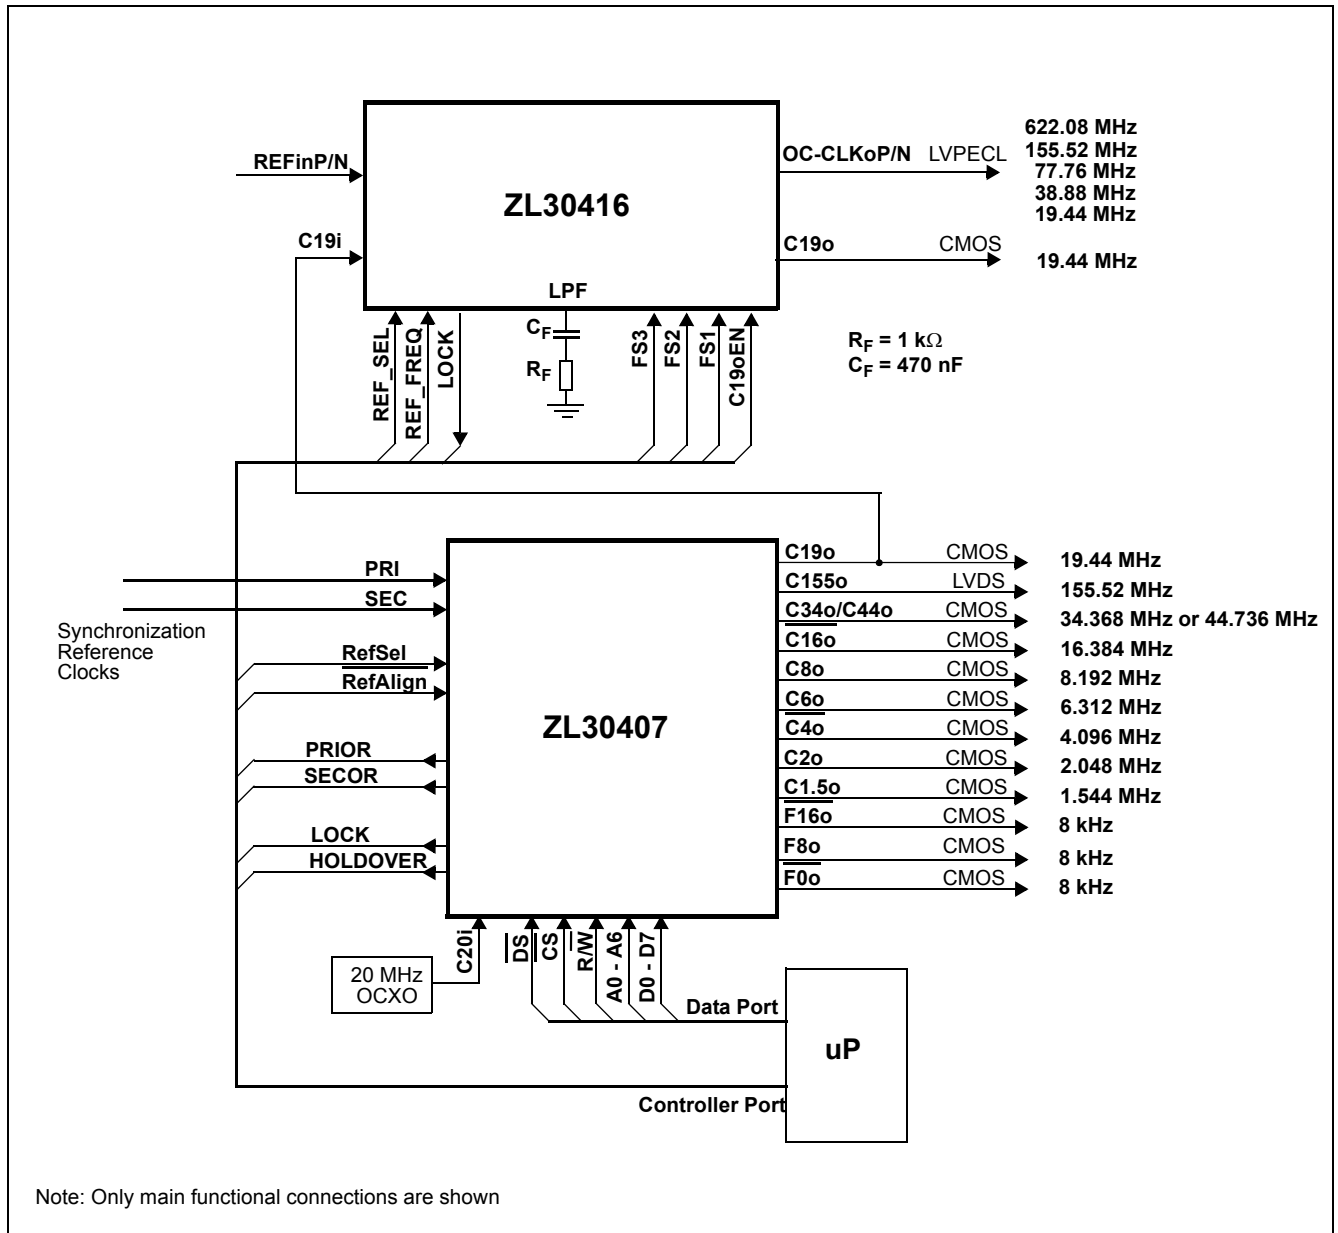 622.08 MHz
REFinP/N
OC-CLKoP/N LVPECL 155.52 MHz
77.76 MHz
38.88 MHz
ZL30416
19.44 MHz
C19i
C19o CMOS
19.44 MHz
LPF
REF_SEL
REF_FREQ
LOCK
CF
RF
FS3
FS2
FS1
C19oEN
RF = 1 kΩ
CF = 470 nF
C19o CMOS 19.44 MHz
PRI
C155o LVDS 155.52 MHz
SEC
C34o/C44o CMOS 34.368 MHz or 44.736 MHz
Synchronization
Reference
Clocks
C16o CMOS 16.384 MHz
RefSel
C8o CMOS 8.192 MHz
RefAlign
C6o CMOS 6.312 MHz
ZL30407
C4o CMOS 4.096 MHz
PRIOR
C2o CMOS 2.048 MHz
SECOR
C1.5o CMOS 1.544 MHz
F16o CMOS 8 kHz
LOCK
F8o CMOS 8 kHz
HOLDOVER
F0o CMOS 8 kHz
C20i
DS
CS
R/W
A0 - A6
D0 - D7
20 MHz
OCXO
Data Port
uP
Controller Port
Note: Only main functional connections are shown